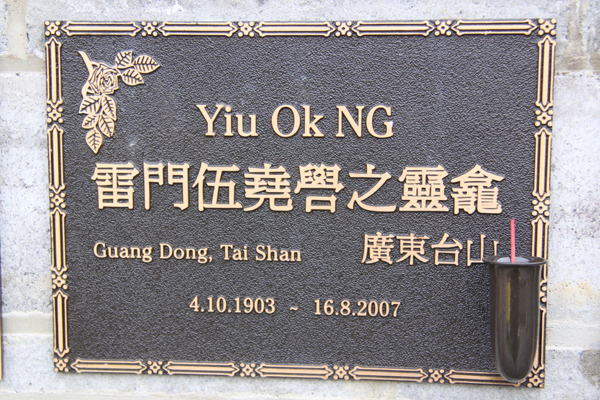 Yiu Ok NG
雷門伍堯嚳之靈龕
Guang Dong, Tai Shan 廣東台山
4.10.1903 ~ 16.8.2007